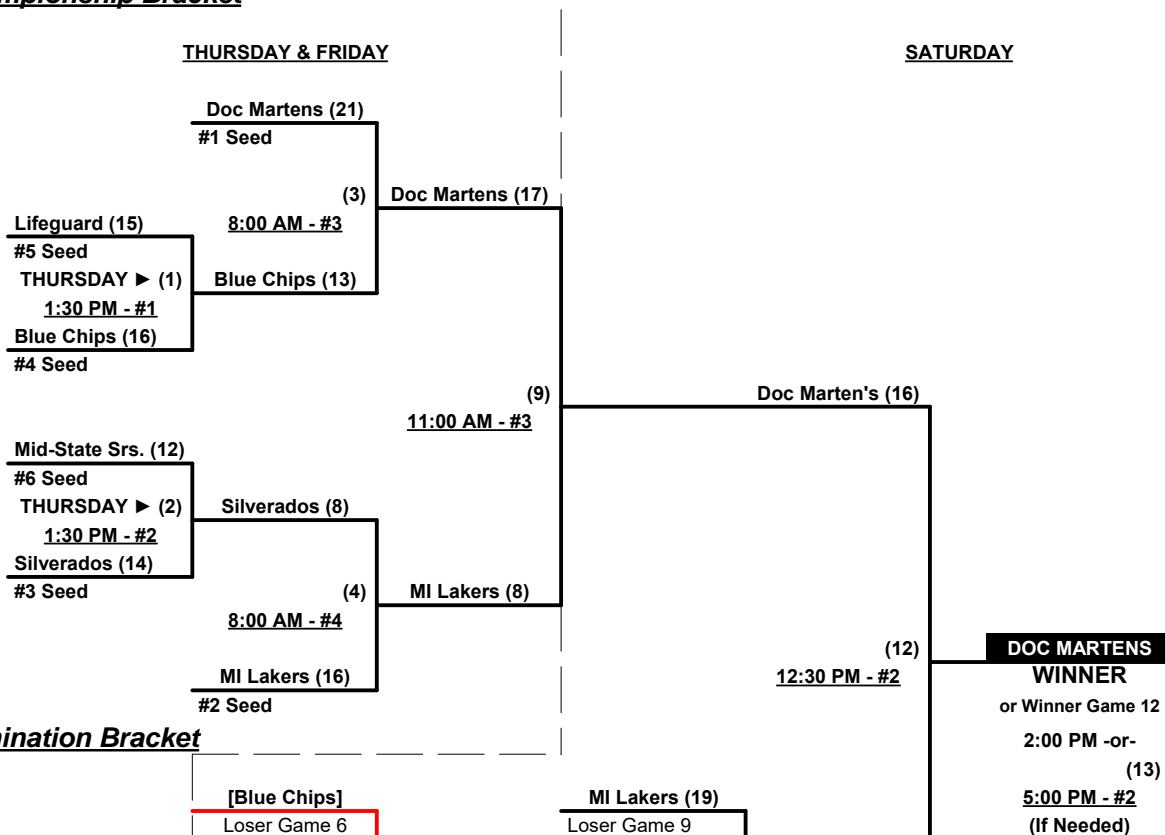 mpionship Bracket
THURSDAY & FRIDAY
SATURDAY
Doc Martens (21)
#1 Seed
(3)
8:00 AM - #3
Doc Martens (17)
Lifeguard (15)
#5 Seed
THURSDAY ► (1)
1:30 PM - #1
Blue Chips (13)
Blue Chips (16)
#4 Seed
(9)
11:00 AM - #3
Doc Marten's (16)
Mid-State Srs. (12)
#6 Seed
THURSDAY ► (2)
1:30 PM - #2
Silverados (8)
Silverados (14)
#3 Seed
(4)
8:00 AM - #4
MI Lakers (8)
MI Lakers (16)
#2 Seed
(12)
12:30 PM - #2
DOC MARTENS
WINNER
or Winner Game 12
2:00 PM -or-
(13)
5:00 PM - #2
(If Needed)
ination Bracket
[Blue Chips]
Loser Game 6
MI Lakers (19)
Loser Game 9